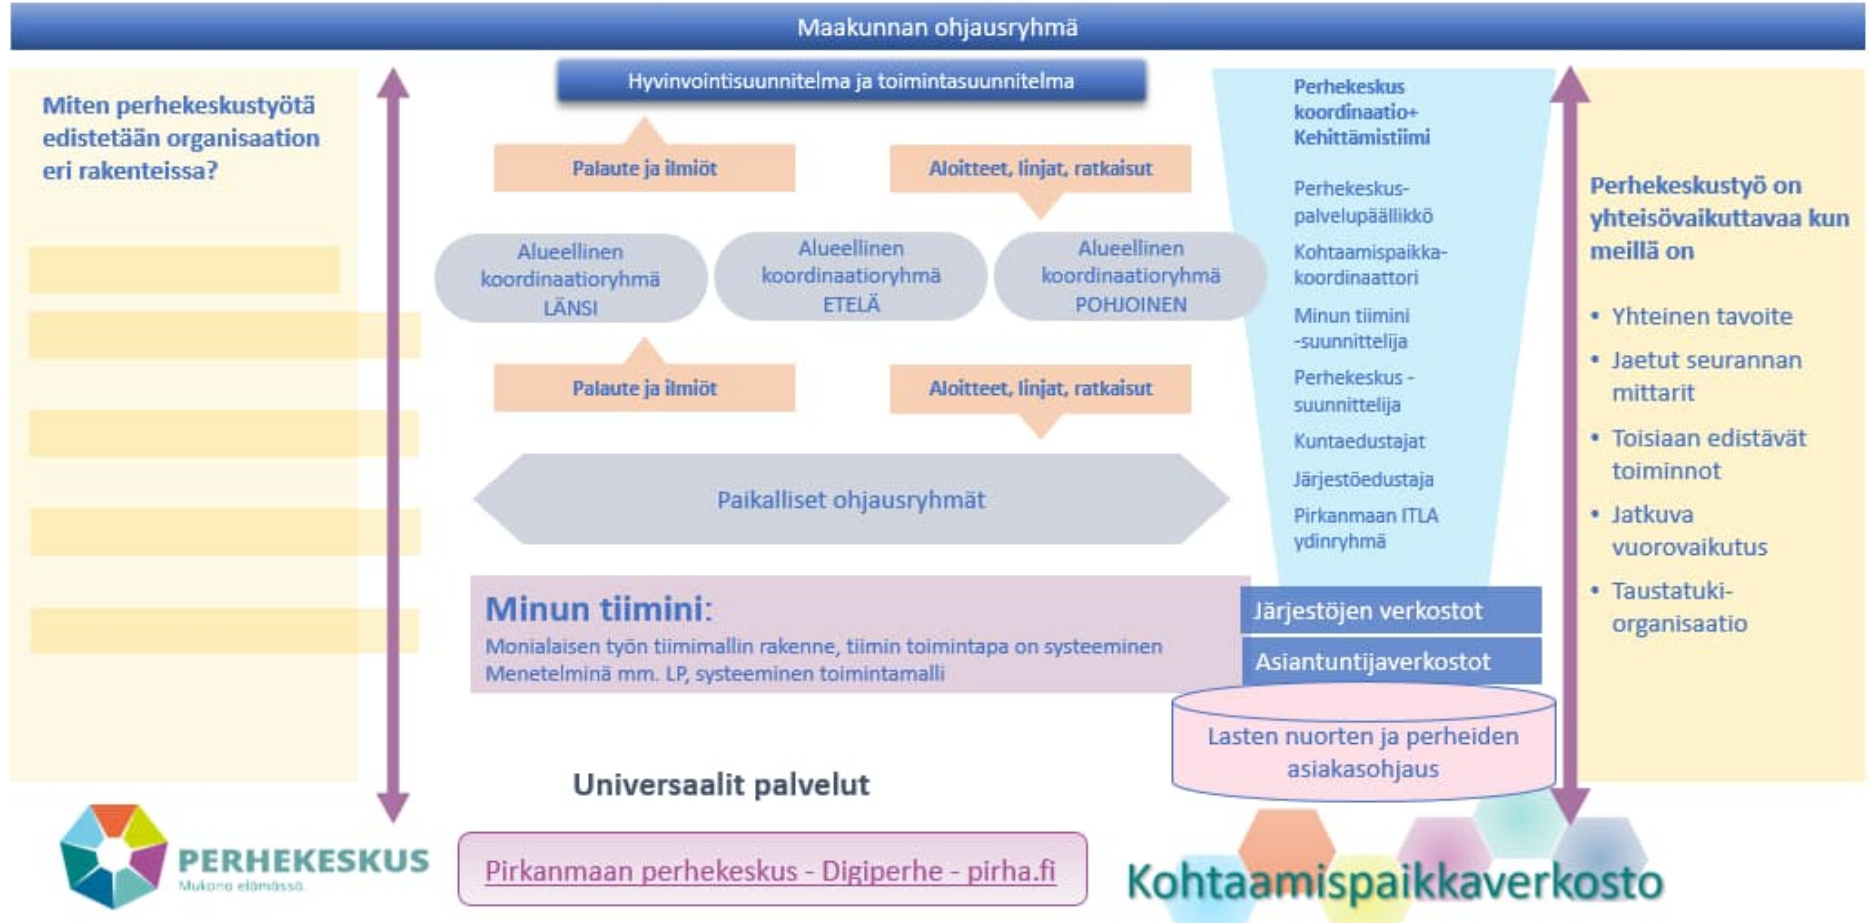 Maakunnan ohjausryhmä
Miten perhekeskustyötä
edistetään organisaation
eri rakenteissa?
Hyvinvointisuunnitelma ja toimintasuunnitelma
Palaute ja ilmiöt
Aloitteet, linjat, ratkaisut
Alueellinen
koordinaatioryhmä
LÄNSI
Alueellinen
koordinaatioryhmä
ETELÄ
Alueellinen
koordinaatioryhmä
POHJOINEN
Palaute ja ilmiöt
Aloitteet, linjat, ratkaisut
Paikalliset ohjausryhmät
Minun tiimini:
Monialaisen työn tiimimallin rakenne, tiimin toimintapa on systeeminen
Menetelminä mm. LP, systeeminen toimintamalli
Universaalit palvelut
Pirkanmaan perhekeskus - Digiperhe - pirha.fi
Perhekeskus
koordinaatio+
Kehittämistiimi
Perhekeskus-
palvelupäällikkö
Kohtaamispaikka-
koordinaattori
Minun tiimini
-suunnittelija
Perhekeskus -
suunnittelija
Kuntaedustajat
Järjestöedustaja
Pirkanmaan ITLA
ydinryhmä
Järjestöjen verkostot
Asiantuntijaverkostot
Lasten nuorten ja perheiden
asiakasohjaus
Perhekeskustyö on
yhteisövaikuttavaa kun
meillä on
• Yhteinen tavoite
• Jaetut seurannan
mittarit
• Toisiaan edistävät
toiminnot
• Jatkuva
vuorovaikutus
• Taustatuki-
organisaatio
PERHEKESKUS
Mukana elämässä.
Kohtaamispaikkaverkosto